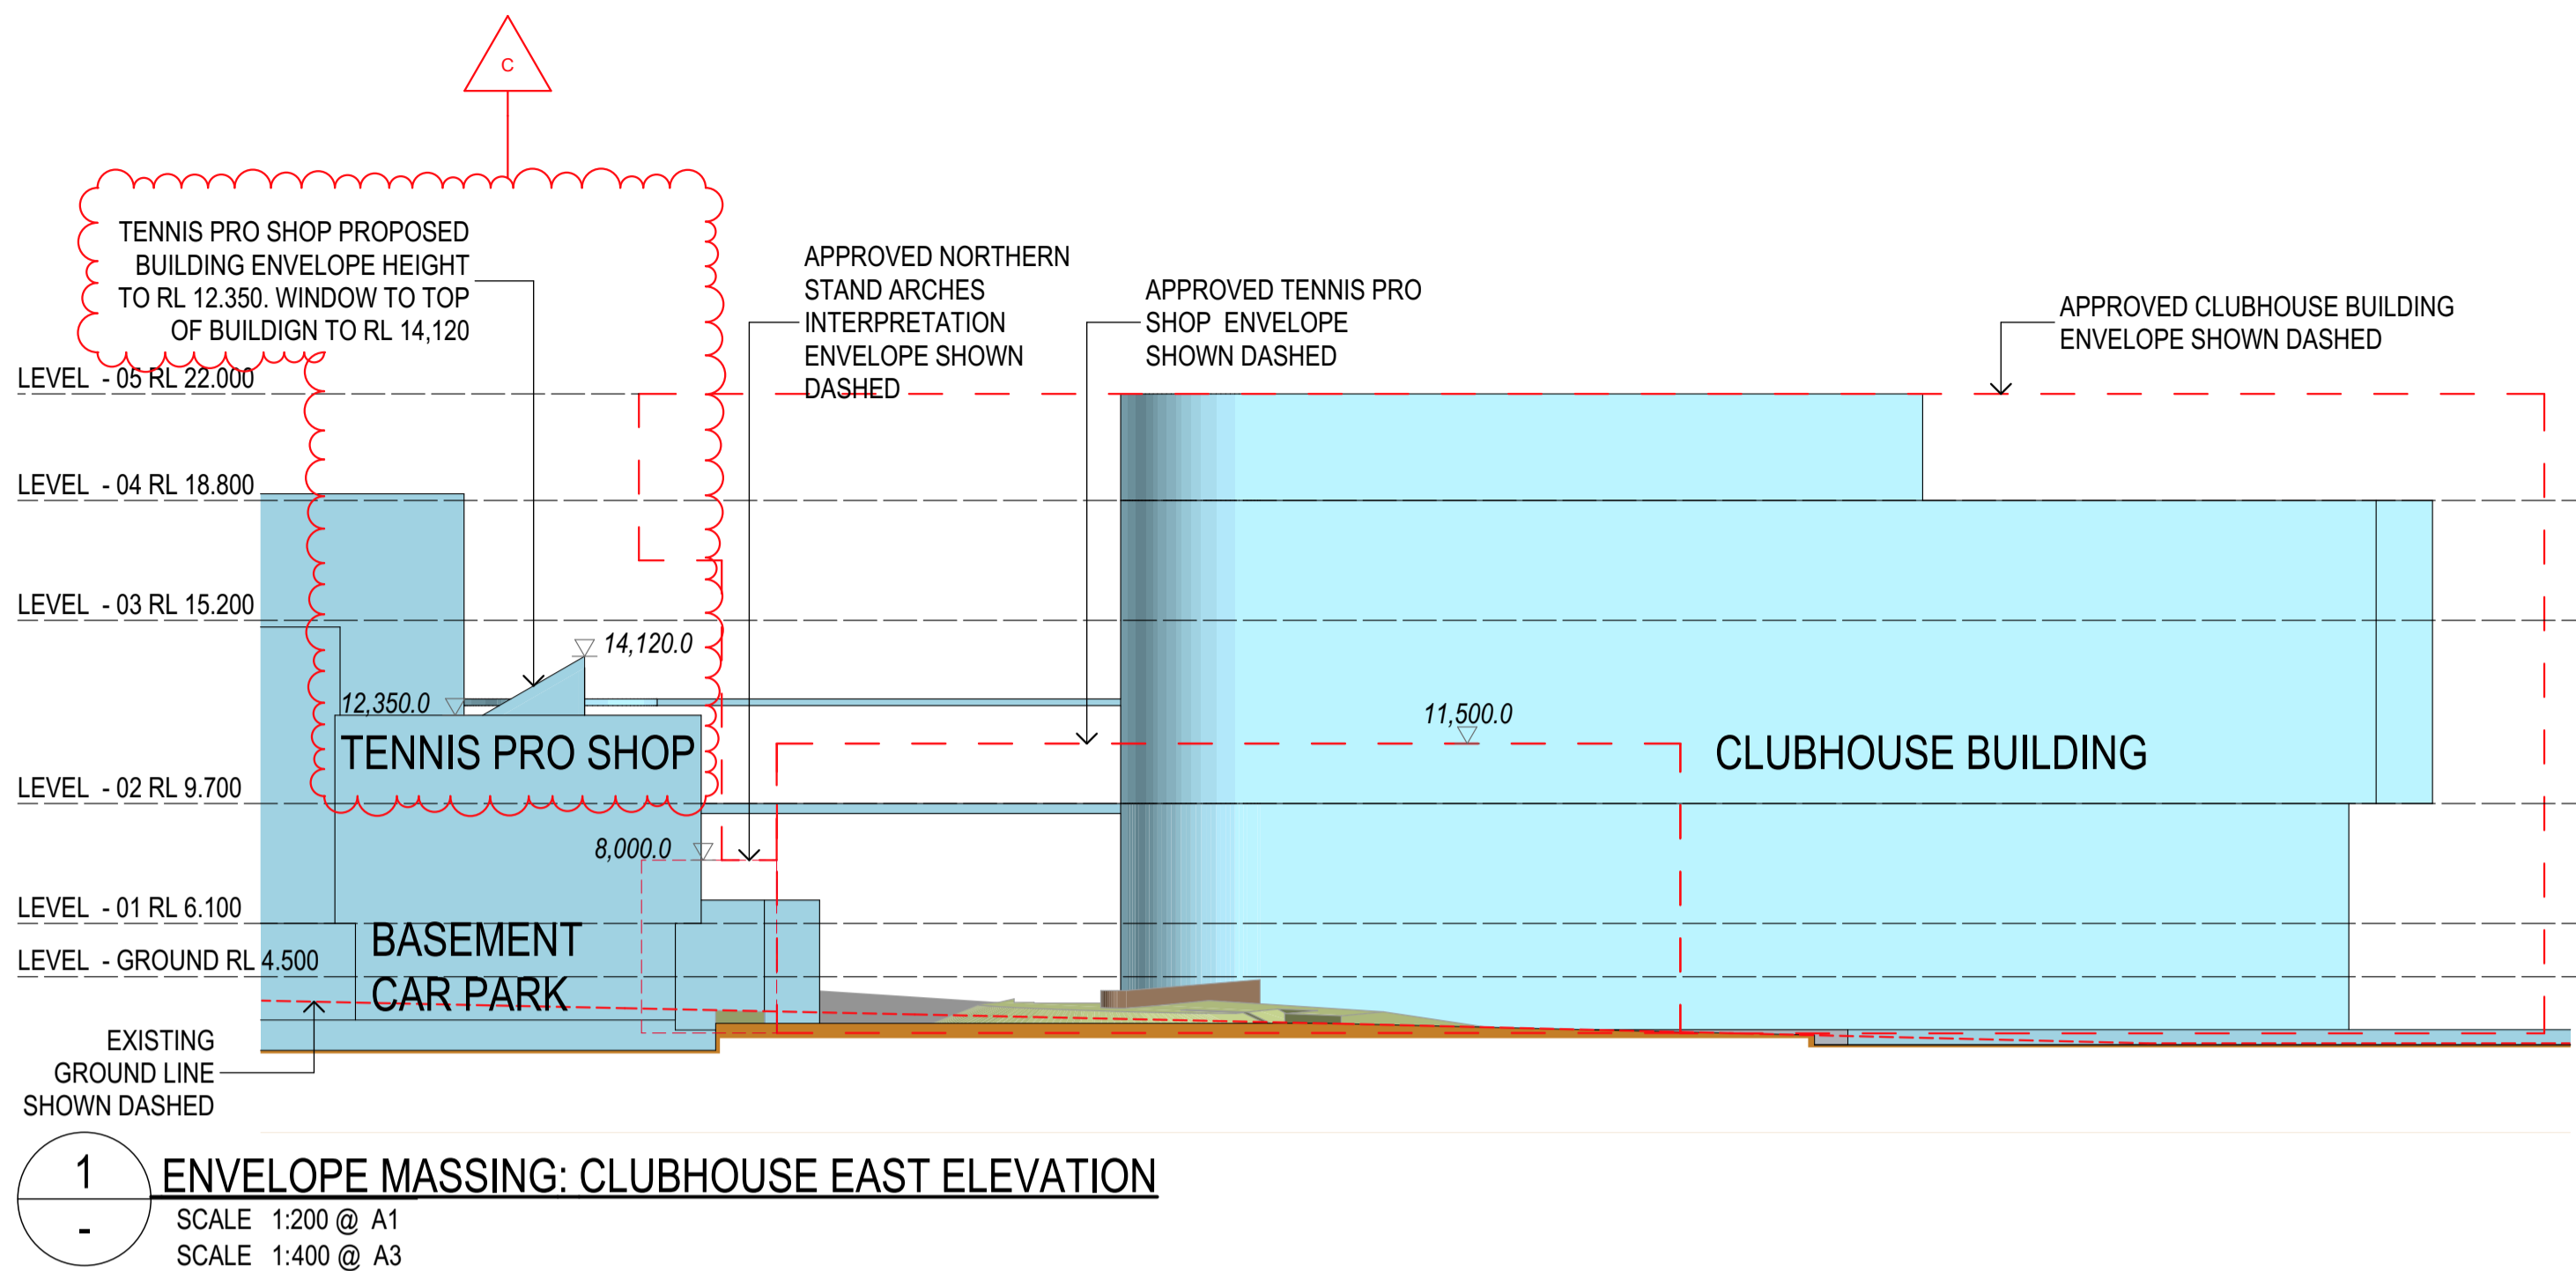 C
TENNIS PRO SHOP PROPOSED
BUILDING ENVELOPE HEIGHT
TO RL 12.350. WINDOW TO TOP
OF BUILDIGN TO RL 14,120
APPROVED NORTHERN
STAND ARCHES
INTERPRETATION
ENVELOPE SHOWN
DASHED
APPROVED TENNIS PRO
SHOP ENVELOPE
SHOWN DASHED
APPROVED CLUBHOUSE BUILDING
ENVELOPE SHOWN DASHED
LEVEL - 05 RL 22.000
LEVEL - 04 RL 18.800
LEVEL - 03 RL 15.200
14,120.0
12,350.0
11,500.0
TENNIS PRO SHOP
CLUBHOUSE BUILDING
LEVEL - 02 RL 9.700
8,000.0
LEVEL - 01 RL 6.100
BASEMENT
CAR PARK
LEVEL - GROUND RL 4.500
EXISTING
GROUND LINE
SHOWN DASHED
1
-
ENVELOPE MASSING: CLUBHOUSE EAST ELEVATION
SCALE 1:200 @ A1
SCALE 1:400 @ A3